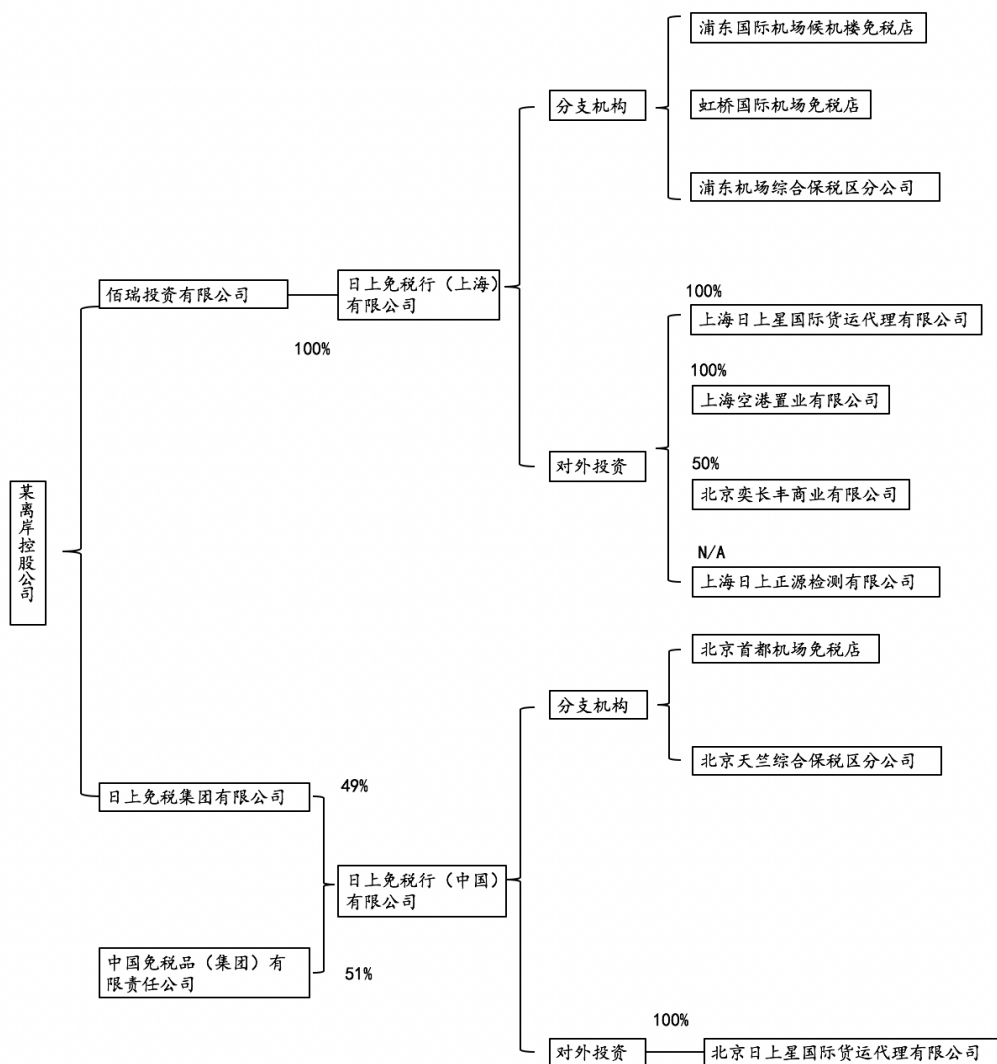 浦东国际机场候机楼免税店
分支机构
虹桥国际机场免税店
浦东机场综合保税区分公司
佰瑞投资有限公司
日上免税行（上海）
有限公司
100%
100%
上海日上星国际货运代理有限公司
100%
上海空港置业有限公司
对外投资
50%
北京奕长丰商业有限公司
N/A
上海日上正源检测有限公司
某离岸控股公司
北京首都机场免税店
分支机构
北京天竺综合保税区分公司
日上免税集团有限公司
49%
日上免税行（中国）
有限公司
中国免税品（集团）有
限责任公司
51%
对外投资
100%
北京日上星国际货运代理有限公司